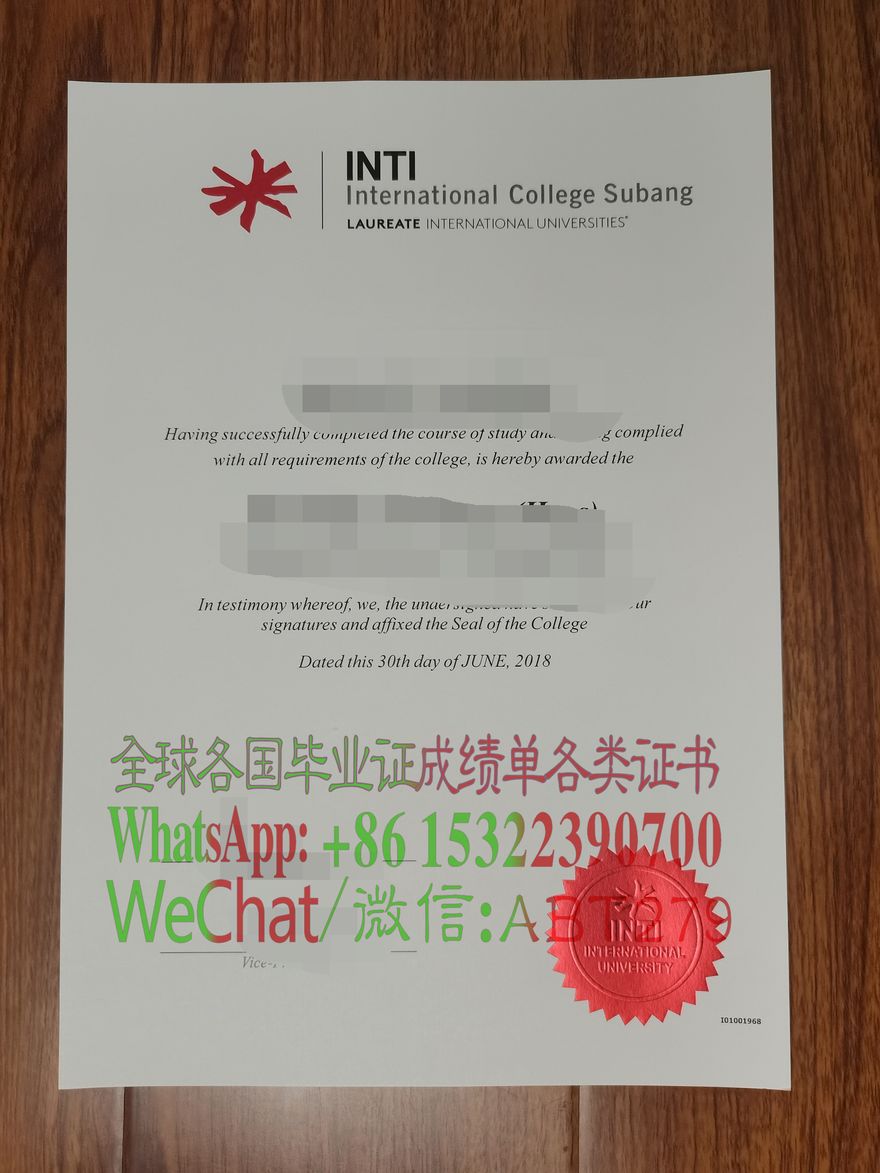 INTI
International College Subang
LAUREATE INTERNATIONAL UNIVERSITIES®
Having successfully completed the course of study complied
with all requirements of the college, is hereby awarded the
In testimony whereof, we, the undersigned have
signatures and affixed the Seal of the College
Dated this 30th day of JUNE, 2018
全球各国毕业证成绩单各类证书
WhatsApp: +86 15322390700
WeChat/微信:ABT279
INTI
INTERNATIONAL
UNIVERSITY
I01001968